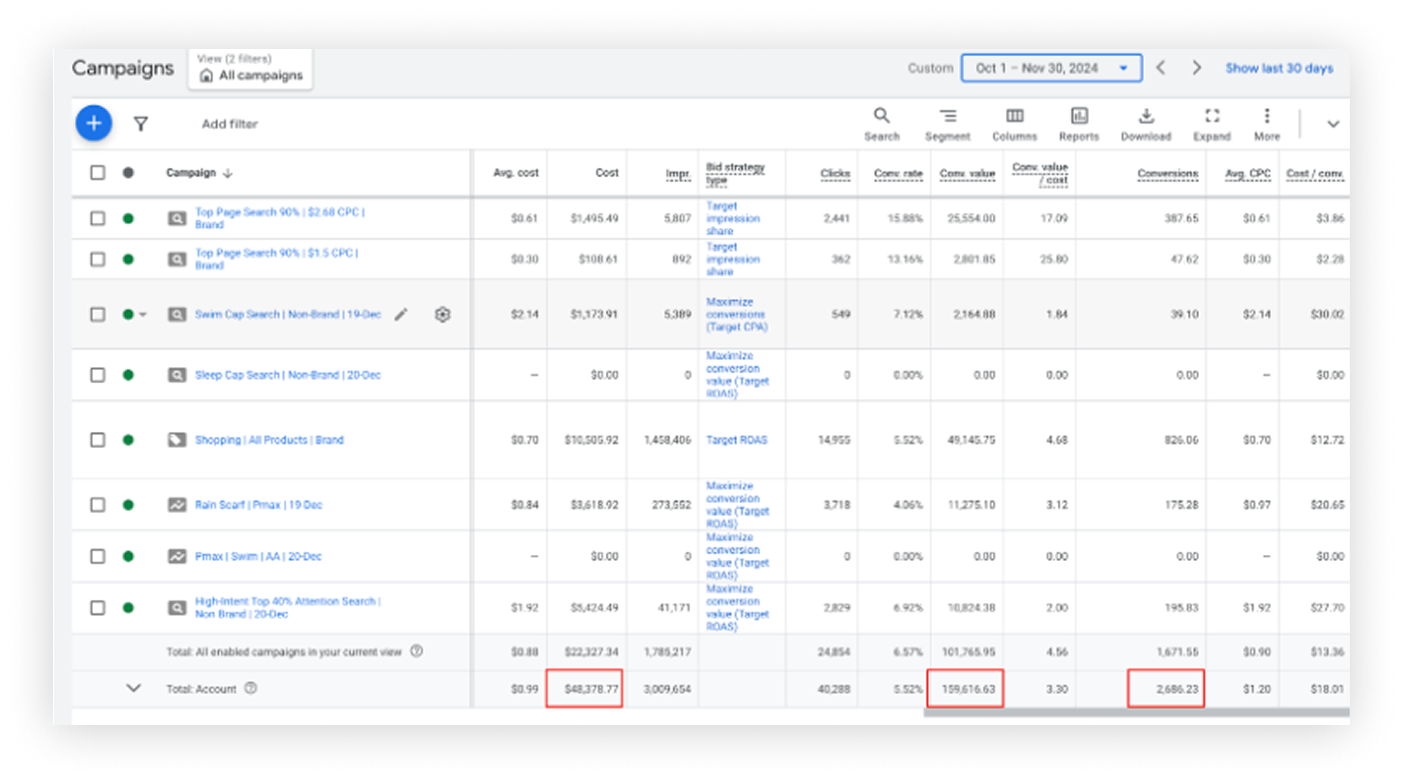 Campaigns
View (2 filters)
All campaigns
Custom
Oct 1 – Nov 30, 2024
Show last 30 days
Add filter
Search
Segment
Columns
Reports
Download
Expand
More
Campaign Avg. cost Cost Impr. Bid strategy type Clicks Conv. rate Conv. value Conv. value / cost Conversions Avg. CPC Cost / conv.
Top Page Search 90% | $2.68 CPC | Brand $0.61 $1,495.49 5,807 Target impression share 2,441 15.88% 25,554.00 17.09 387.65 $0.61 $3.86
Top Page Search 90% | $1.5 CPC | Brand $0.30 $108.61 892 Target impression share 362 13.16% 2,801.85 25.80 47.62 $0.30 $2.28
Swim Cap Search | Non-Brand | 19-Dec $2.14 $1,173.91 5,389 Maximize conversions (Target CPA) 549 7.12% 2,164.88 1.84 39.10 $2.14 $30.02
Sleep Cap Search | Non-Brand | 20-Dec – $0.00 0 Maximize conversion value (Target ROAS) 0 0.00% 0.00 0.00 0.00 – $0.00
Shopping | All Products | Brand $0.70 $10,505.92 1,458,406 Target ROAS 14,955 5.52% 49,145.75 4.68 826.06 $0.70 $12.72
Rain Scarf | Pmax | 19-Dec $0.84 $3,618.92 273,552 Maximize conversion value (Target ROAS) 3,718 4.06% 11,275.10 3.12 175.28 $0.97 $20.65
Pmax | Swim | AA | 20-Dec – $0.00 0 Maximize conversion value (Target ROAS) 0 0.00% 0.00 0.00 0.00 – $0.00
High-Intent Top 40% Attention Search | Non Brand | 20-Dec $1.92 $5,424.49 41,171 Maximize conversion value (Target ROAS) 2,829 6.92% 10,824.38 2.00 195.83 $1.92 $27.70
Total: All enabled campaigns in your current view $0.88 $22,327.34 1,785,217 24,854 6.57% 101,765.95 4.56 1,671.55 $0.90 $13.36
Total: Account $0.99 $48,378.77 3,009,654 40,288 5.52% 159,616.63 3.30 2,686.23 $1.20 $18.01